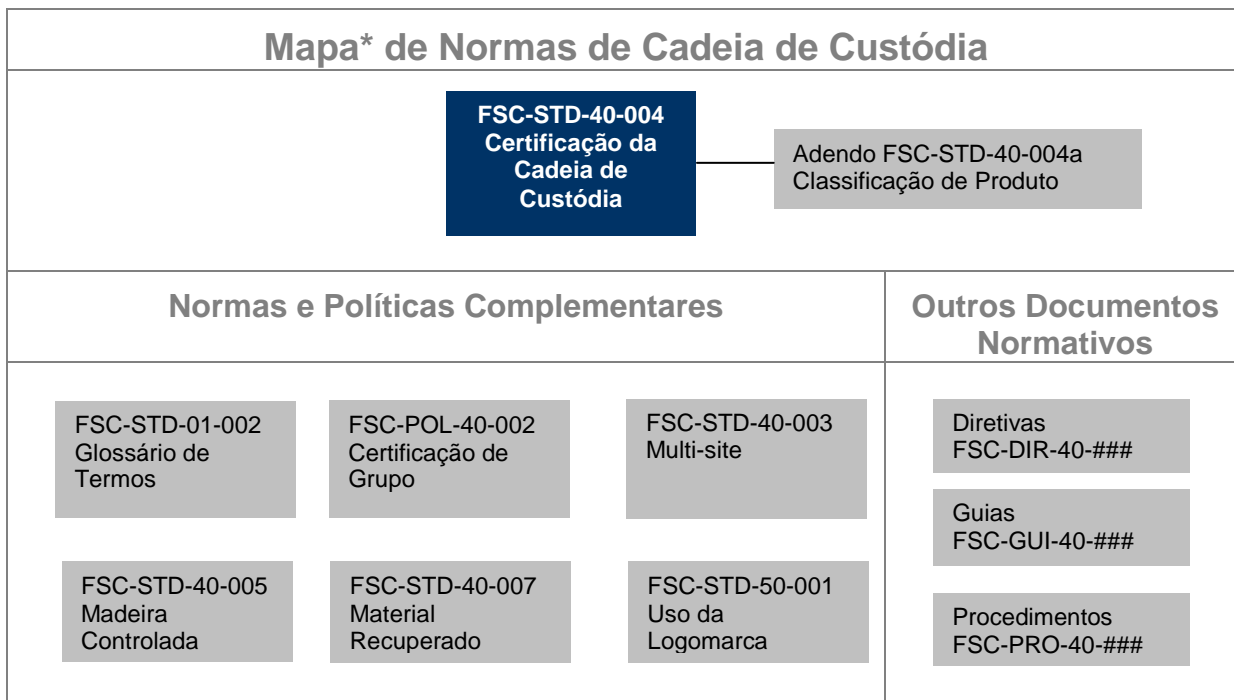 Mapa* de Normas de Cadeia de Custódia
FSC-STD-40-004
Certificação da
Cadeia de
Custódia
Adendo FSC-STD-40-004a
Classificação de Produto
Normas e Políticas Complementares
Outros Documentos
Normativos
FSC-STD-01-002
Glossário de
Termos
FSC-POL-40-002
Certificação de
Grupo
FSC-STD-40-003
Multi-site
FSC-STD-40-005
Madeira
Controlada
FSC-STD-40-007
Material
Recuperado
FSC-STD-50-001
Uso da
Logomarca
Diretivas
FSC-DIR-40-###
Guias
FSC-GUI-40-###
Procedimentos
FSC-PRO-40-###